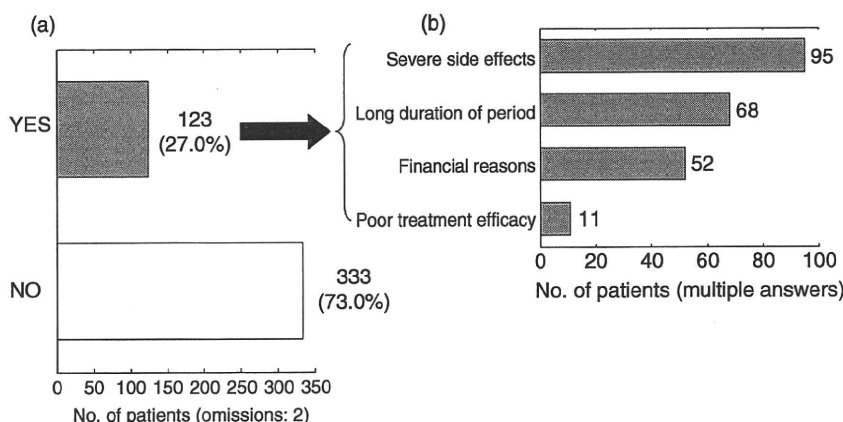 (a)
YES
123
(27.0%)
NO
333
(73.0%)
0 50 100 150 200 250 300 350
No. of patients (omissions: 2)
(b)
Severe side effects
95
Long duration of period
68
Financial reasons
52
Poor treatment efficacy
11
0 20 40 60 80 100
No. of patients (multiple answers)